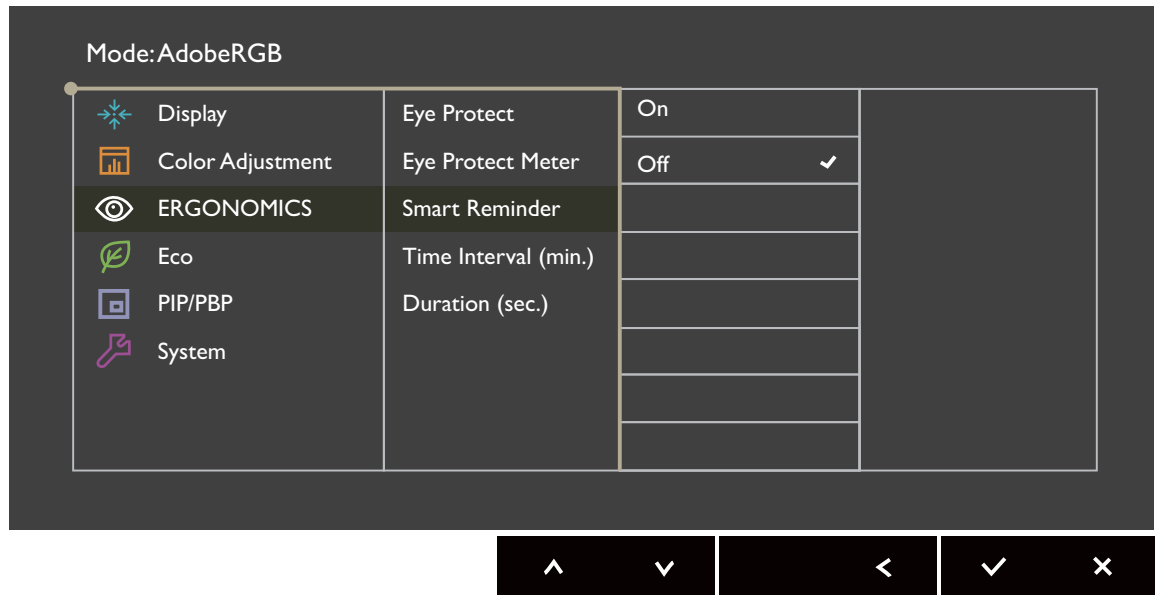 Mode: AdobeRGB
Display
Color Adjustment
ERGONOMICS
Eco
PIP/PBP
System
Eye Protect
Eye Protect Meter
Smart Reminder
Time Interval (min.)
Duration (sec.)
On
Off